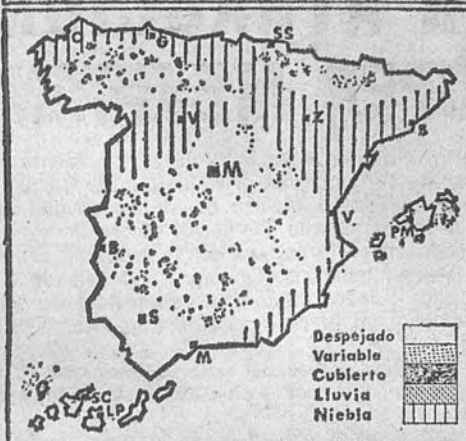 C
G
SS
V
Z
B
M
V
PM
B
S
M
SC
LP
Despejado
Variable
Cubierto
Lluvia
Niebla